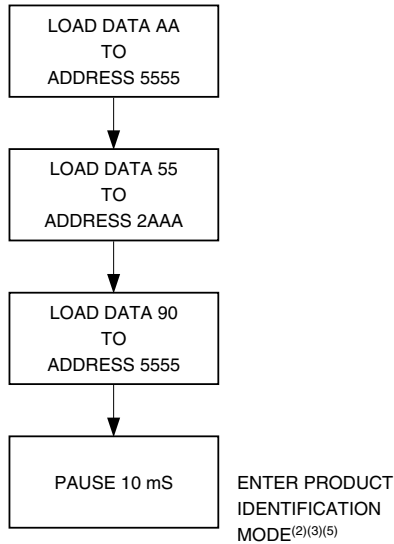 LOAD DATA AA
TO
ADDRESS 5555
LOAD DATA 55
TO
ADDRESS 2AAA
LOAD DATA 90
TO
ADDRESS 5555
PAUSE 10 mS
ENTER PRODUCT
IDENTIFICATION
MODE(2)(3)(5)